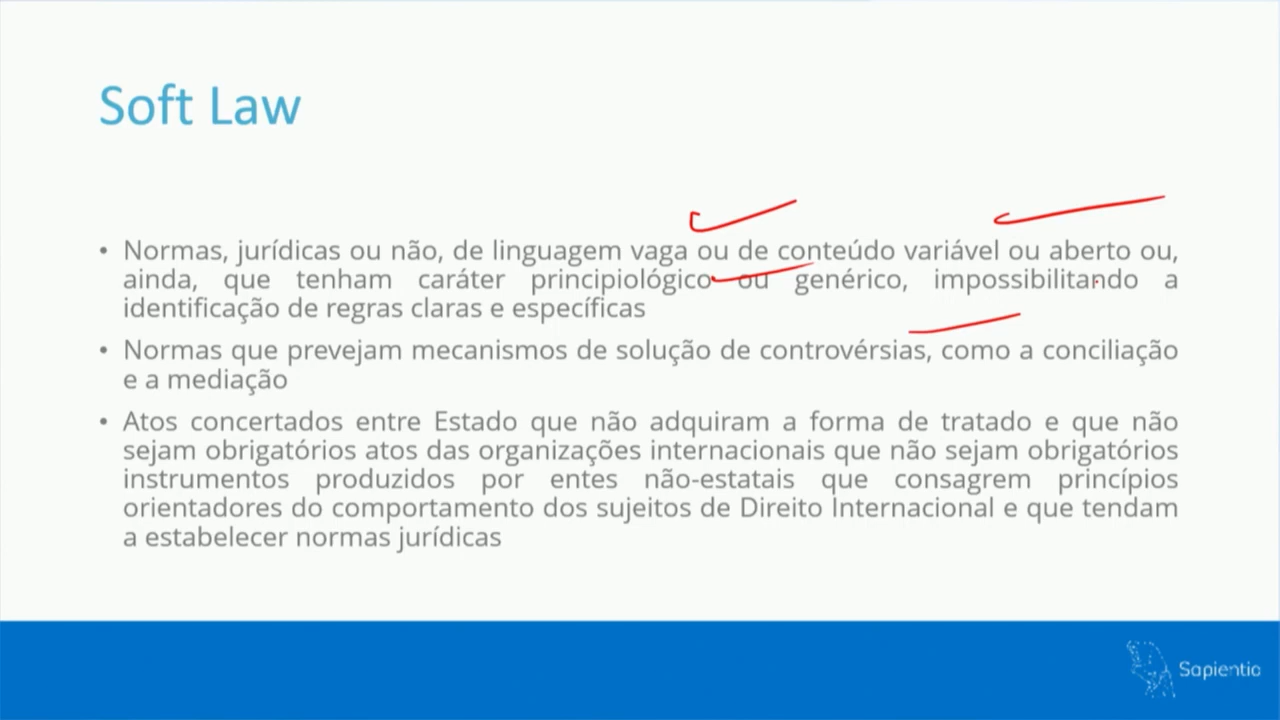 Soft Law
• Normas, jurídicas ou não, de linguagem vaga ou de conteúdo variável ou aberto ou,
ainda, que tenham caráter principiológico ou genérico, impossibilitando a
identificação de regras claras e específicas
• Normas que prevejam mecanismos de solução de controvérsias, como a conciliação
e a mediação
• Atos concertados entre Estado que não adquiram a forma de tratado e que não
sejam obrigatórios atos das organizações internacionais que não sejam obrigatórios
instrumentos produzidos por entes não-estatais que consagrem princípios
orientadores do comportamento dos sujeitos de Direito Internacional e que tendam
a estabelecer normas jurídicas
Sapientia